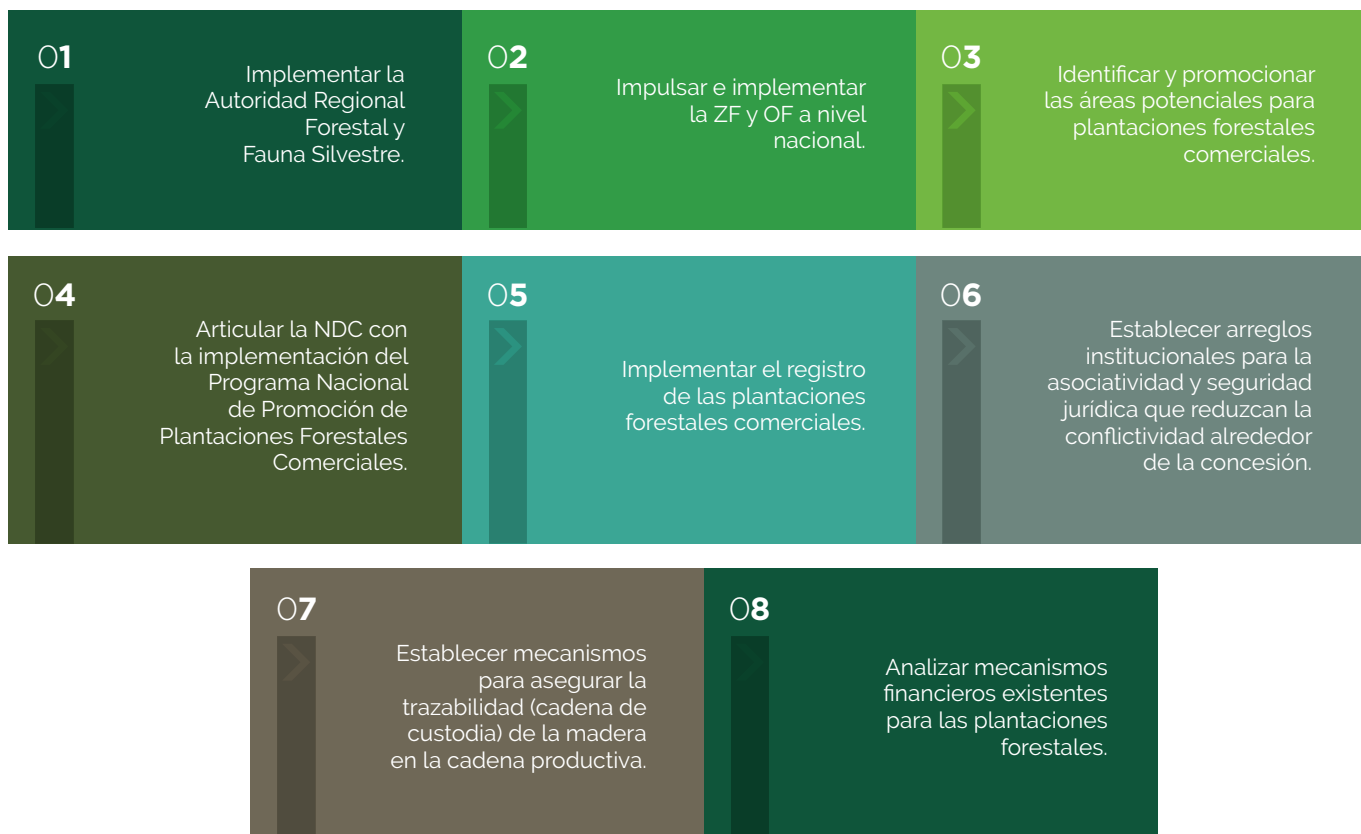 01
Implementar la
Autoridad Regional
Forestal y
Fauna Silvestre.
02
Impulsar e implementar
la ZF y OF a nivel
nacional.
03
Identificar y promocionar
las áreas potenciales para
plantaciones forestales
comerciales.
04
Articular la NDC con
la implementación del
Programa Nacional
de Promoción de
Plantaciones Forestales
Comerciales.
05
Implementar el registro
de las plantaciones
forestales comerciales.
06
Establecer arreglos
institucionales para la
asociatividad y seguridad
jurídica que reduzcan la
conflictividad alrededor
de la concesión.
07
Establecer mecanismos
para asegurar la
trazabilidad (cadena de
custodia) de la madera
en la cadena productiva.
08
Analizar mecanismos
financieros existentes
para las plantaciones
forestales.